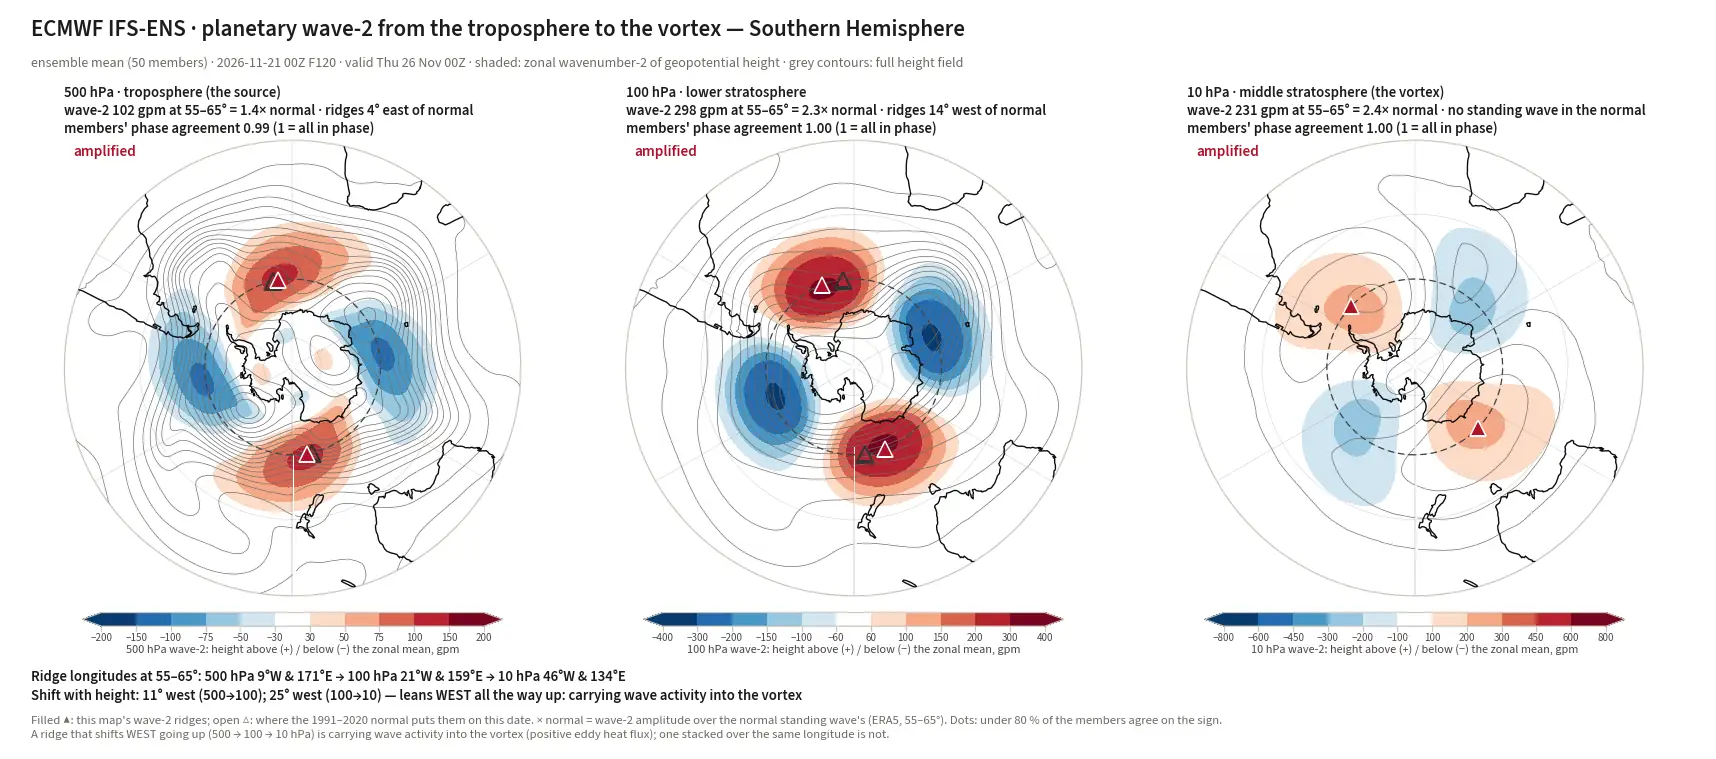 ECMWF IFS-ENS · planetary wave-2 from the troposphere to the vortex — Southern Hemisphere
ensemble mean (50 members) · 2026-11-21 00Z F120 · valid Thu 26 Nov 00Z · shaded: zonal wavenumber-2 of geopotential height · grey contours: full height field
500 hPa · troposphere (the source)
wave-2 102 gpm at 55–65° = 1.4× normal · ridges 4° east of normal
members' phase agreement 0.99 (1 = all in phase)
amplified
100 hPa · lower stratosphere
wave-2 298 gpm at 55–65° = 2.3× normal · ridges 14° west of normal
members' phase agreement 1.00 (1 = all in phase)
amplified
10 hPa · middle stratosphere (the vortex)
wave-2 231 gpm at 55–65° = 2.4× normal · no standing wave in the normal
members' phase agreement 1.00 (1 = all in phase)
amplified
−200 −150 −100 −75 −50 −30 30 50 75 100 150 200
500 hPa wave-2: height above (+) / below (−) the zonal mean, gpm
−400 −300 −200 −150 −100 −60 60 100 150 200 300 400
100 hPa wave-2: height above (+) / below (−) the zonal mean, gpm
−800 −600 −450 −300 −200 −100 100 200 300 450 600 800
10 hPa wave-2: height above (+) / below (−) the zonal mean, gpm
Ridge longitudes at 55–65°: 500 hPa 9°W & 171°E → 100 hPa 21°W & 159°E → 10 hPa 46°W & 134°E
Shift with height: 11° west (500→100); 25° west (100→10) — leans WEST all the way up: carrying wave activity into the vortex
Filled ▲: this map's wave-2 ridges; open △: where the 1991–2020 normal puts them on this date. × normal = wave-2 amplitude over the normal standing wave's (ERA5, 55–65°). Dots: under 80 % of the members agree on the sign.
A ridge that shifts WEST going up (500 → 100 → 10 hPa) is carrying wave activity into the vortex (positive eddy heat flux); one stacked over the same longitude is not.